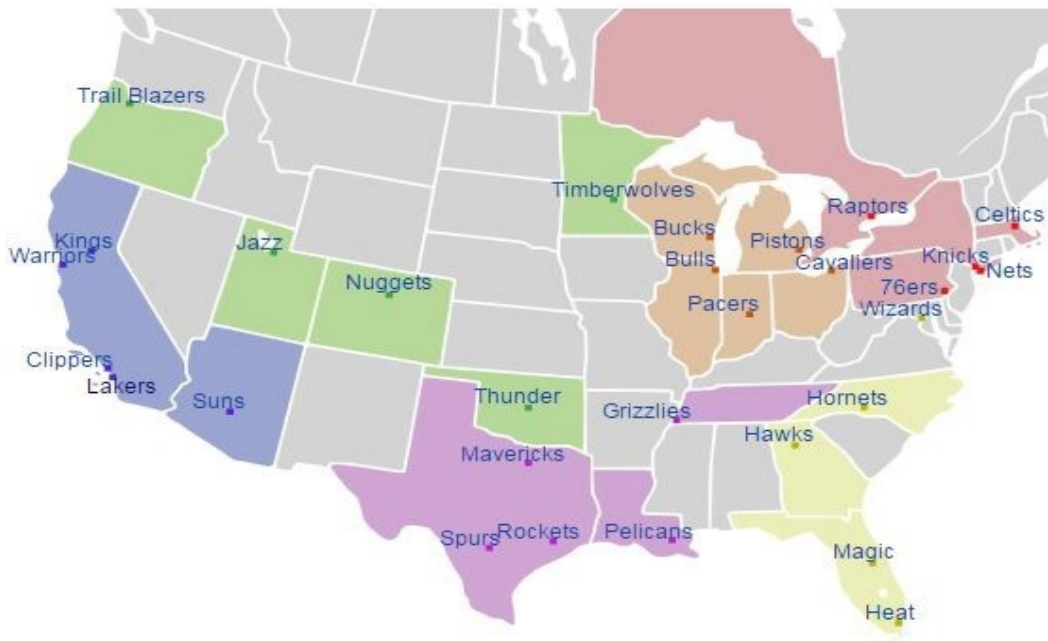 Trail Blazers
Timberwolves
Raptors
Celtics
Bucks
Pistons
Kings
Warriors
Jazz
Bulls
Cavaliers
Knicks
Nets
Nuggets
76ers
Pacers
Wizards
Clippers
Lakers
Suns
Thunder
Grizzlies
Hornets
Hawks
Mavericks
Spurs
Rockets
Pelicans
Magic
Heat